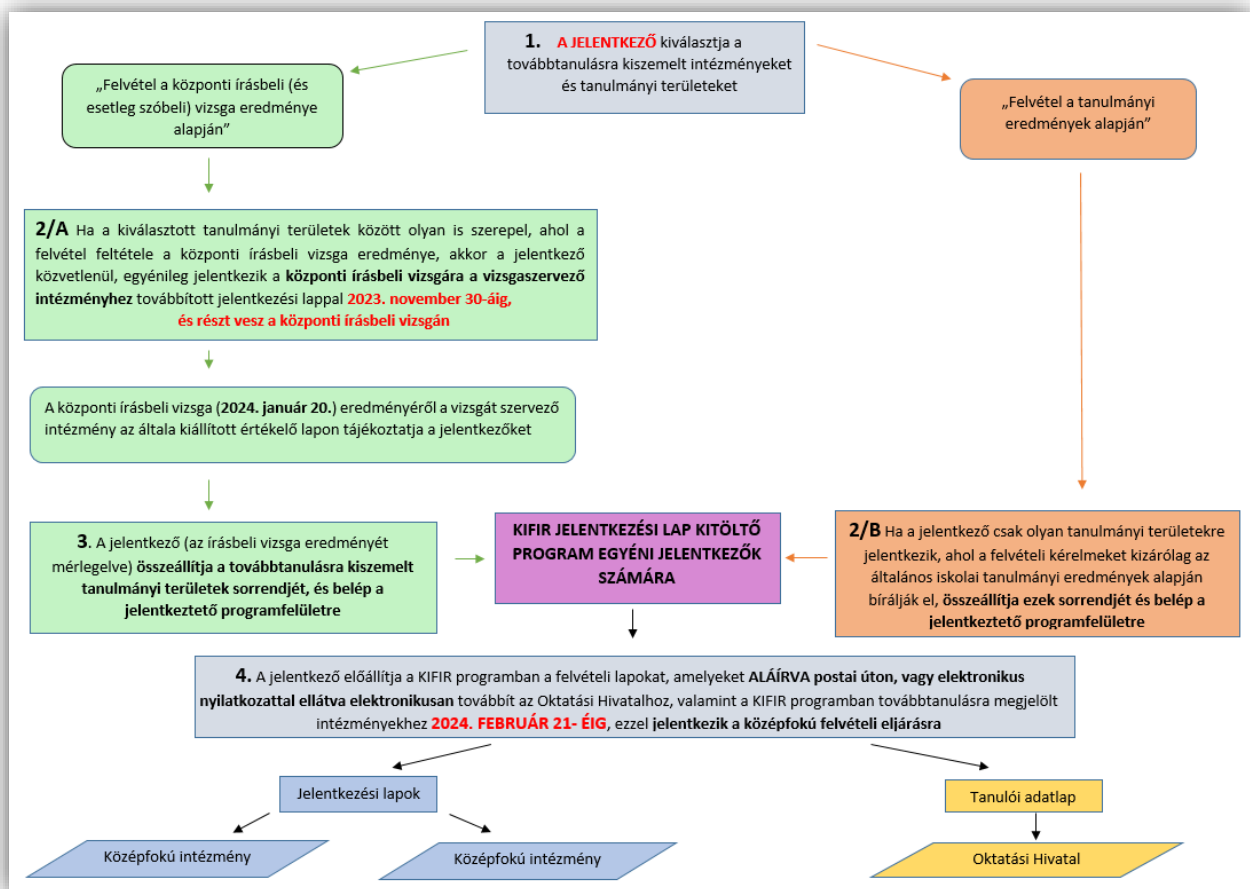 1. A JELENTKEZŐ kiválasztja a
továbbtanulásra kiszemelt intézményeket
és tanulmányi területeket
„Felvétel a központi írásbeli (és
esetleg szóbeli) vizsga eredménye
alapján”
„Felvétel a tanulmányi
eredmények alapján”
2/A Ha a kiválasztott tanulmányi területek között olyan is szerepel, ahol a
felvétel feltétele a központi írásbeli vizsga eredménye, akkor a jelentkező
közvetlenül, egyénileg jelentkezik a központi írásbeli vizsgára a vizsgaszervező
intézményhez továbbított jelentkezési lappal 2023. november 30-áig,
és részt vesz a központi írásbeli vizsgán
A központi írásbeli vizsga (2024. január 20.) eredményéről a vizsgát szervező
intézmény az általa kiállított értékelő lapon tájékoztatja a jelentkezőket
3. A jelentkező (az írásbeli vizsga eredményét
mérlegelve) összeállítja a továbbtanulásra kiszemelt
tanulmányi területek sorrendjét, és belép a
jelentkeztető programfelületre
KIFIR JELENTKEZÉSI LAP KITÖLTŐ
PROGRAM EGYÉNI JELENTKEZŐK
SZÁMÁRA
2/B Ha a jelentkező csak olyan tanulmányi területekre
jelentkezik, ahol a felvételi kérelmeket kizárólag az
általános iskolai tanulmányi eredmények alapján
bírálják el, összeállítja ezek sorrendjét és belép a
jelentkeztető programfelületre
4. A jelentkező előállítja a KIFIR programban a felvételi lapokat, amelyeket ALÁÍRVA postai úton, vagy elektronikus
nyilatkozattal ellátva elektronikusan továbbít az Oktatási Hivatalhoz, valamint a KIFIR programban továbbtanulásra megjelölt
intézményekhez 2024. FEBRUÁR 21- ÉIG, ezzel jelentkezik a középfokú felvételi eljárásra
Jelentkezési lapok
Tanulói adatlap
Középfokú intézmény
Középfokú intézmény
Oktatási Hivatal